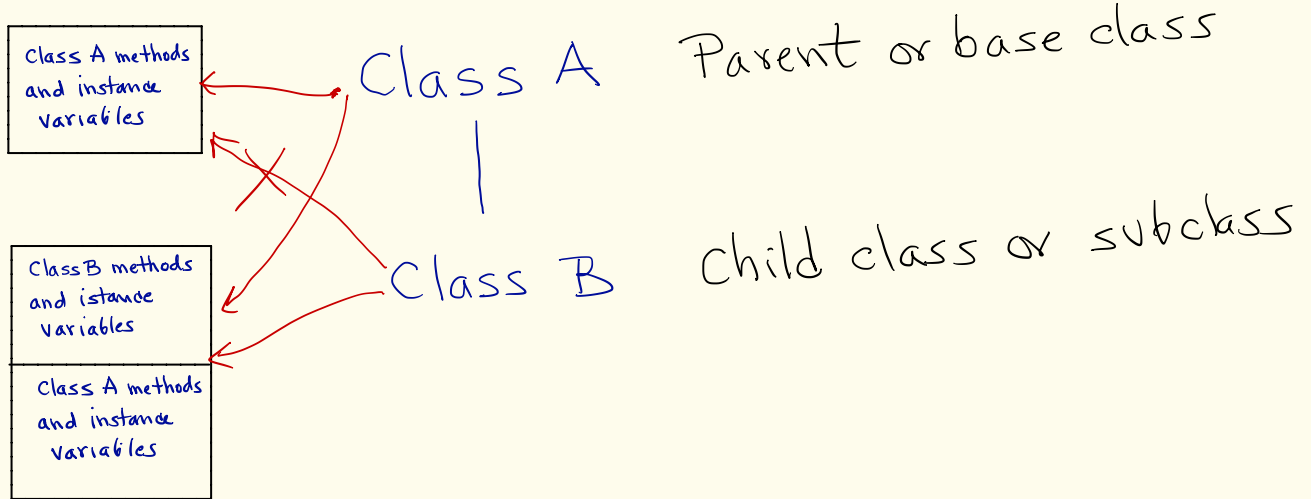 Class A methods
and instance
variables
Class A
Parent or base class
Class B methods
and istance
variables
Class B
Child class or subclass
Class A methods
and instance
variables